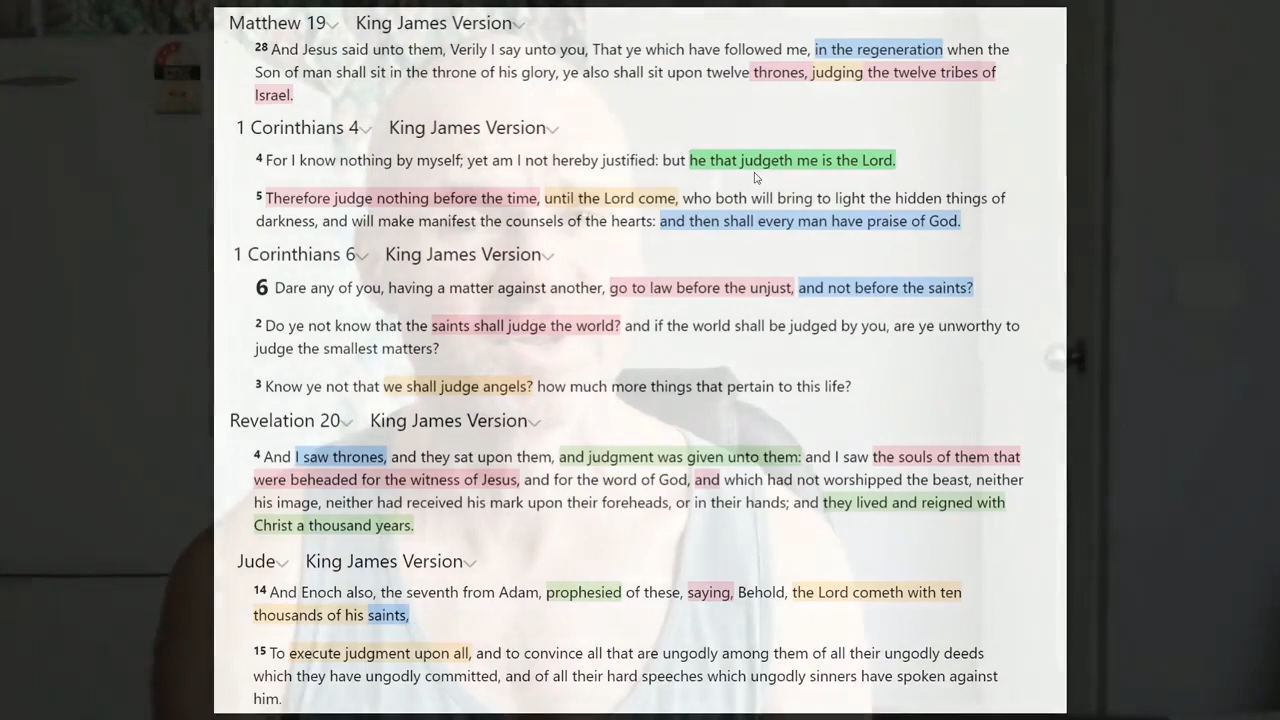 Matthew 19 King James Version
28 And Jesus said unto them, Verily I say unto you, That ye which have followed me, in the regeneration when the
Son of man shall sit in the throne of his glory, ye also shall sit upon twelve thrones, judging the twelve tribes of
Israel.
1 Corinthians 4 King James Version
4 For I know nothing by myself; yet am I not hereby justified: but he that judgeth me is the Lord.
5 Therefore judge nothing before the time, until the Lord come, who both will bring to light the hidden things of
darkness, and will make manifest the counsels of the hearts: and then shall every man have praise of God.
1 Corinthians 6 King James Version
6 Dare any of you, having a matter against another, go to law before the unjust, and not before the saints?
2 Do ye not know that the saints shall judge the world? and if the world shall be judged by you, are ye unworthy to
judge the smallest matters?
3 Know ye not that we shall judge angels? how much more things that pertain to this life?
Revelation 20 King James Version
4 And I saw thrones, and they sat upon them, and judgment was given unto them: and I saw the souls of them that
were beheaded for the witness of Jesus, and for the word of God, and which had not worshipped the beast, neither
his image, neither had received his mark upon their foreheads, or in their hands; and they lived and reigned with
Christ a thousand years.
Jude King James Version
14 And Enoch also, the seventh from Adam, prophesied of these, saying, Behold, the Lord cometh with ten
thousands of his saints,
15 To execute judgment upon all, and to convince all that are ungodly among them of all their ungodly deeds
which they have ungodly committed, and of all their hard speeches which ungodly sinners have spoken against
him.